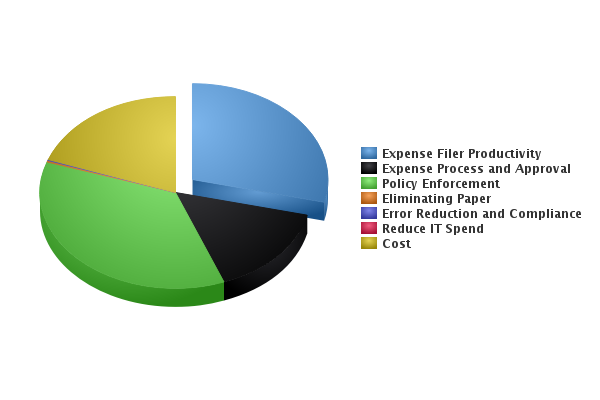 Expense Filer Productivity
Expense Process and Approval
Policy Enforcement
Eliminating Paper
Error Reduction and Compliance
Reduce IT Spend
Cost